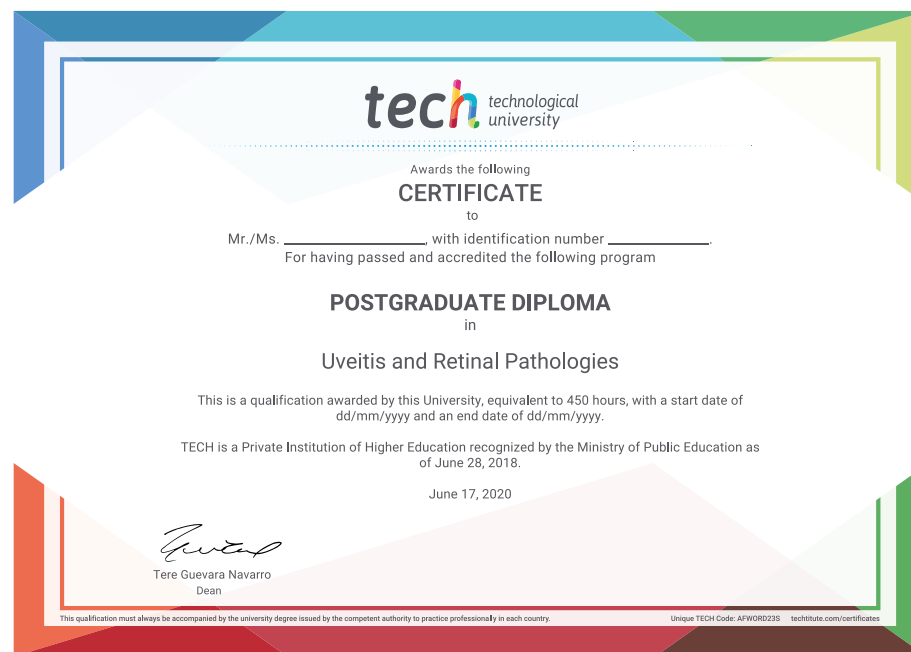 tech technological
university
Awards the following
CERTIFICATE
to
Mr./Ms. ____________________, with identification number ______________.
For having passed and accredited the following program
POSTGRADUATE DIPLOMA
in
Uveitis and Retinal Pathologies
This is a qualification awarded by this University, equivalent to 450 hours, with a start date of
dd/mm/yyyy and an end date of dd/mm/yyyy.
TECH is a Private Institution of Higher Education recognized by the Ministry of Public Education as
of June 28, 2018.
June 17, 2020
Tere Guevara Navarro
Dean
This qualification must always be accompanied by the university degree issued by the competent authority to practice professionally in each country. Unique TECH Code: AFWORD23S techtitute.com/certificates